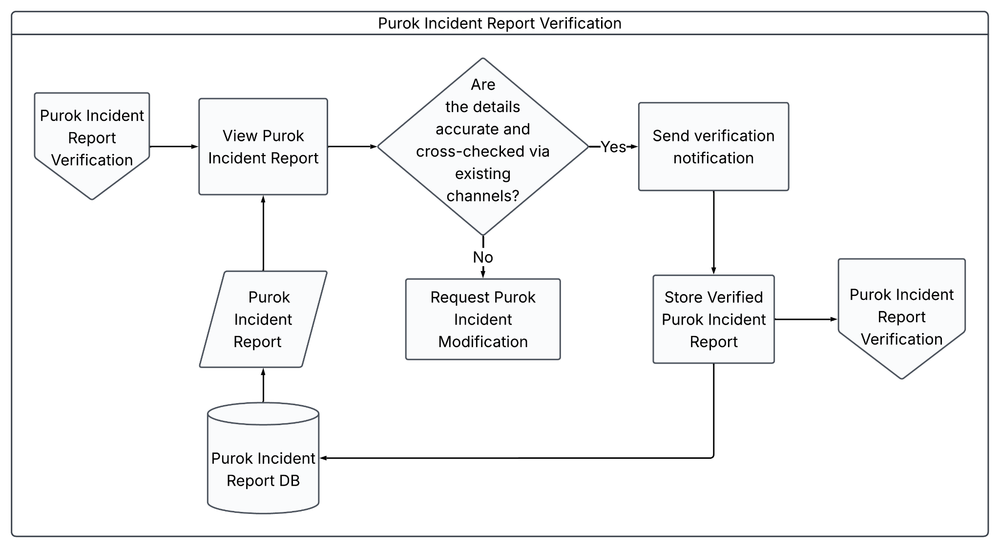 Purok Incident Report Verification
Purok Incident
Report
Verification
View Purok
Incident Report
Are
the details
accurate and
cross-checked via
existing
channels?
Yes
Send verification
notification
No
Purok
Incident
Report
Request Purok
Incident
Modification
Store Verified
Purok Incident
Report
Purok Incident
Report
Verification
Purok Incident
Report DB